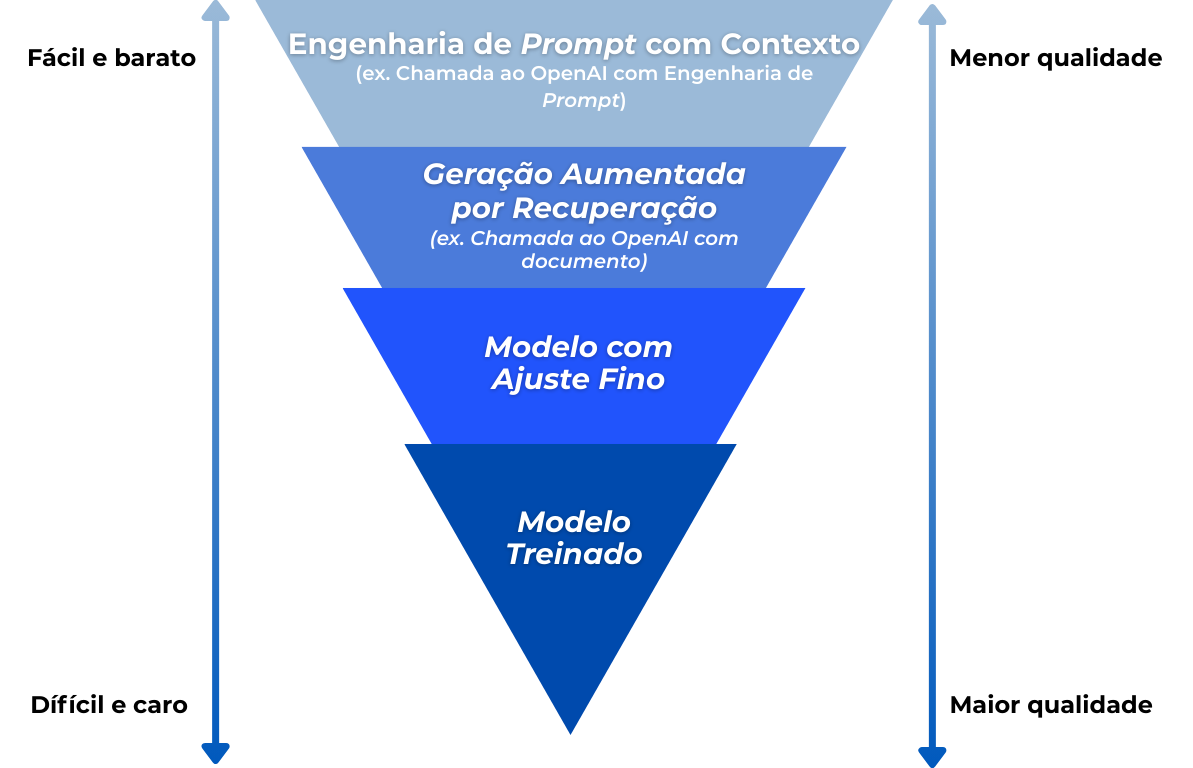 Engenharia de Prompt com Contexto
Fácil e barato
Menor qualidade
(ex. Chamada ao OpenAI com Engenharia de
Prompt)
Geração Aumentada
por Recuperação
(ex. Chamada ao OpenAI com
documento)
Modelo com
Ajuste Fino
Modelo
Treinado
Dífícil e caro
Maior qualidade